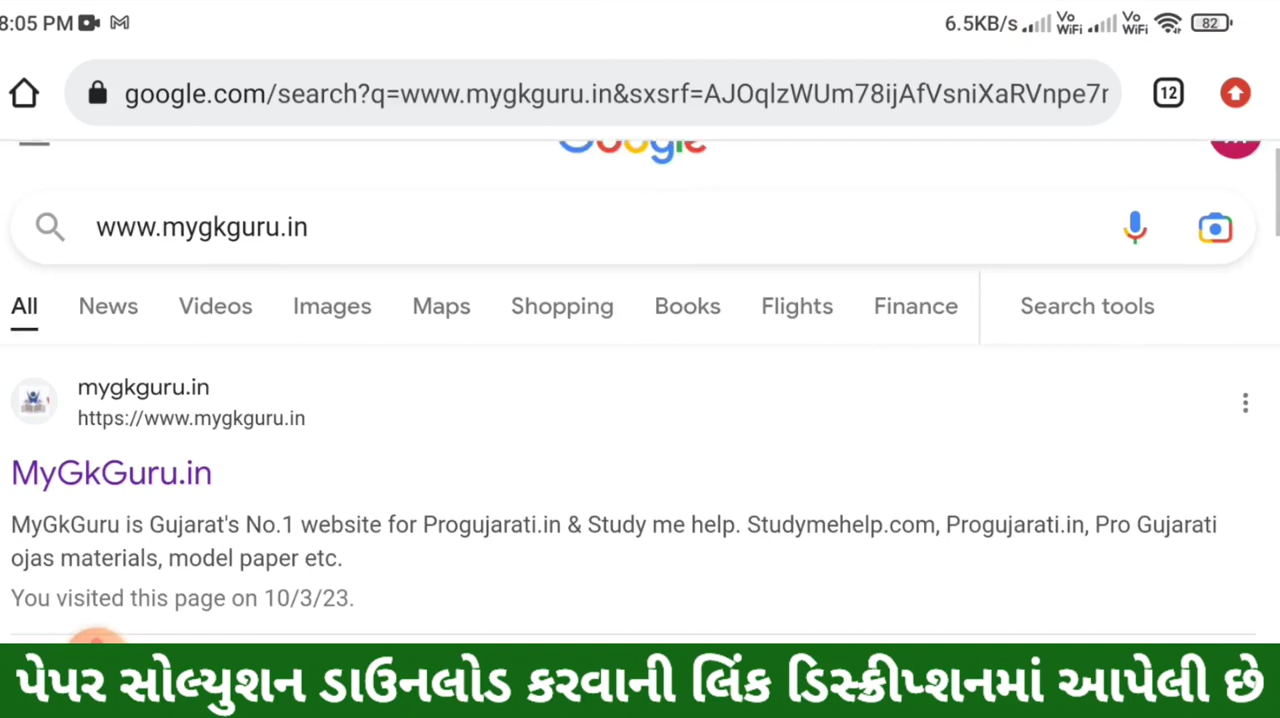 8:05 PM
6.5KB/s Vo WiFi Vo WiFi 82
google.com/search?q=www.mygkguru.in&sxsrf=AJOqlzWUm78ijAfVsniXaRVnpe7r
12
Google
www.mygkguru.in
All News Videos Images Maps Shopping Books Flights Finance Search tools
mygkguru.in
https://www.mygkguru.in
MyGkGuru.in
MyGkGuru is Gujarat's No.1 website for Progujarati.in & Study me help. Studymehelp.com, Progujarati.in, Pro Gujarati
ojas materials, model paper etc.
You visited this page on 10/3/23.
પેપર સોલ્યુશન ડાઉનલોડ કરવાની લિંક ડિસ્ક્રીપ્શનમાં આપેલી છે